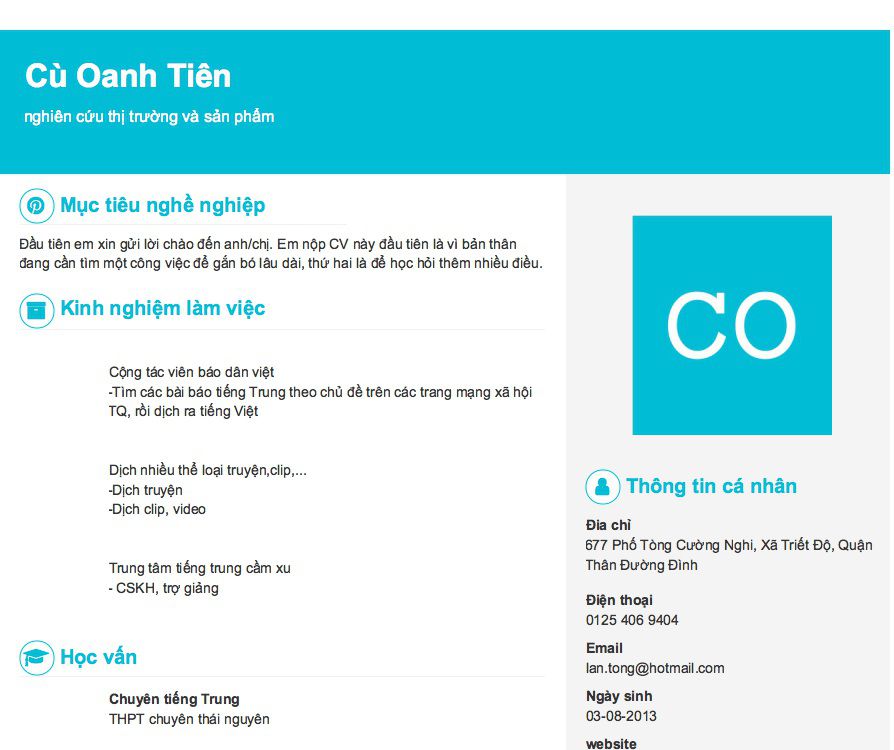 Cù Oanh Tiên
nghiên cứu thị trường và sản phẩm
Mục tiêu nghề nghiệp
Đầu tiên em xin gửi lời chào đến anh/chị. Em nộp CV này đầu tiên là vì bản thân
đang cần tìm một công việc để gắn bó lâu dài, thứ hai là để học hỏi thêm nhiều điều.
Kinh nghiệm làm việc
Cộng tác viên báo dân việt
-Tìm các bài báo tiếng Trung theo chủ đề trên các trang mạng xã hội
TQ, rồi dịch ra tiếng Việt
Dịch nhiều thể loại truyện,clip,...
-Dịch truyện
-Dịch clip, video
Trung tâm tiếng trung cầm xu
- CSKH, trợ giảng
Học vấn
Chuyên tiếng Trung
THPT chuyên thái nguyên
CO
Thông tin cá nhân
Đia chỉ
677 Phố Tòng Cường Nghi, Xã Triết Độ, Quận
Thân Đường Đình
Điện thoại
0125 406 9404
Email
lan.tong@hotmail.com
Ngày sinh
03-08-2013
website